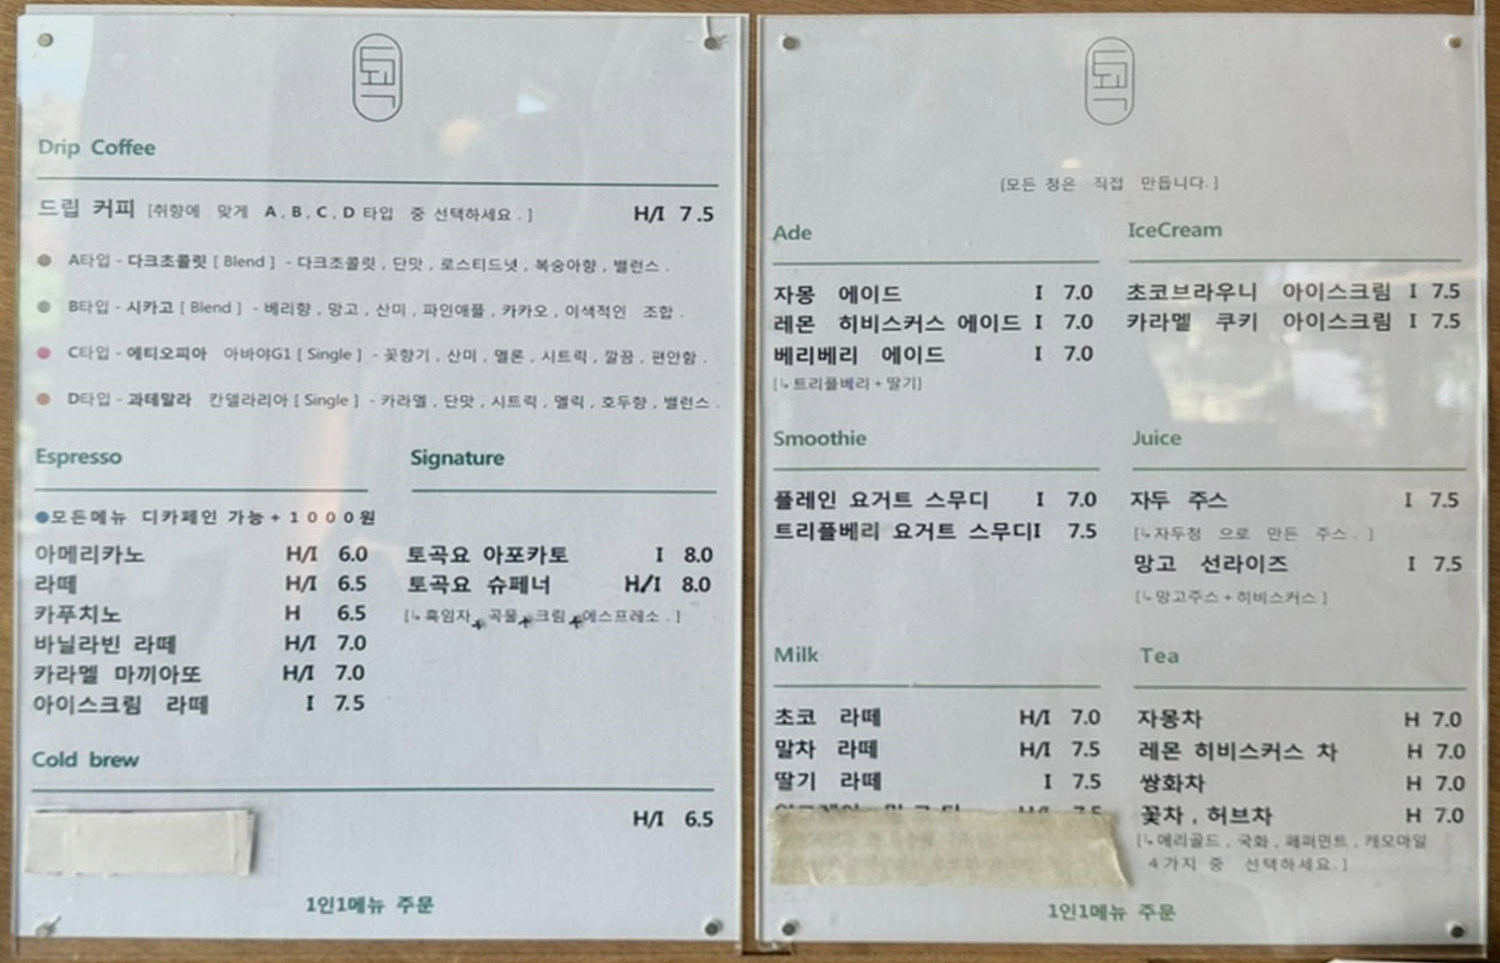 Drip Coffee
드립 커피 [취향에 맞게 A, B, C, D 타입 중 선택하세요.] H/I 7.5
A타입 - 다크초콜릿 [ Blend ] - 다크초콜릿, 단맛, 로스티드넛, 복숭아향, 밸런스.
B타입 - 시카고 [ Blend ] - 베리향, 망고, 산미, 파인애플, 카카오, 이색적인 조합.
C타입 - 에티오피아 아바야G1 [ Single ] - 꽃향기, 산미, 멜론, 시트릭, 깔끔, 편안함.
D타입 - 과테말라 칸델라리아 [ Single ] - 카라멜, 단맛, 시트릭, 멜릭, 호두향, 밸런스.
Espresso
●모든메뉴 디카페인 가능+1000원
아메리카노 H/I 6.0
라떼 H/I 6.5
카푸치노 H 6.5
바닐라빈 라떼 H/I 7.0
카라멜 마끼아또 H/I 7.0
아이스크림 라떼 I 7.5
Signature
토곡요 아포카토 I 8.0
토곡요 슈페너 H/I 8.0
[↳흑임자+곡물+크림+에스프레소.]
Cold brew
H/I 6.5
1인1메뉴 주문
[모든 청은 직접 만듭니다.]
Ade
자몽 에이드 I 7.0
레몬 히비스커스 에이드 I 7.0
베리베리 에이드 I 7.0
[↳트리플베리+딸기]
IceCream
초코브라우니 아이스크림 I 7.5
카라멜 쿠키 아이스크림 I 7.5
Smoothie
플레인 요거트 스무디 I 7.0
트리플베리 요거트 스무디I 7.5
Juice
자두 주스 I 7.5
[↳자두청 으로 만든 주스.]
망고 선라이즈 I 7.5
[↳망고주스+히비스커스]
Milk
초코 라떼 H/I 7.0
말차 라떼 H/I 7.5
딸기 라떼 I 7.5
H/I 7.5
Tea
자몽차 H 7.0
레몬 히비스커스 차 H 7.0
쌍화차 H 7.0
꽃차, 허브차 H 7.0
[↳메리골드, 국화, 페퍼민트, 캐모마일
4가지 중 선택하세요.]
1인1메뉴 주문